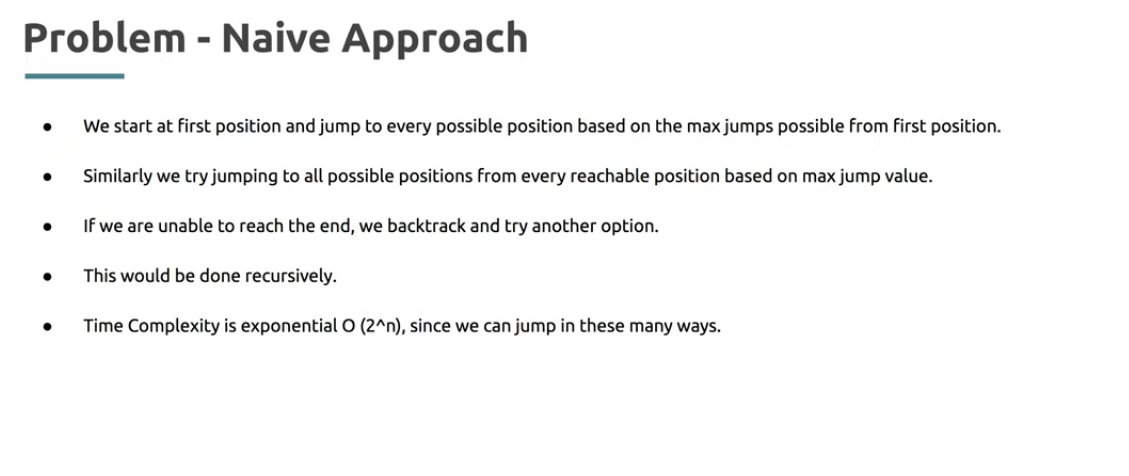 Problem - Naive Approach
● We start at first position and jump to every possible position based on the max jumps possible from first position.
● Similarly we try jumping to all possible positions from every reachable position based on max jump value.
● If we are unable to reach the end, we backtrack and try another option.
● This would be done recursively.
● Time Complexity is exponential O (2^n), since we can jump in these many ways.